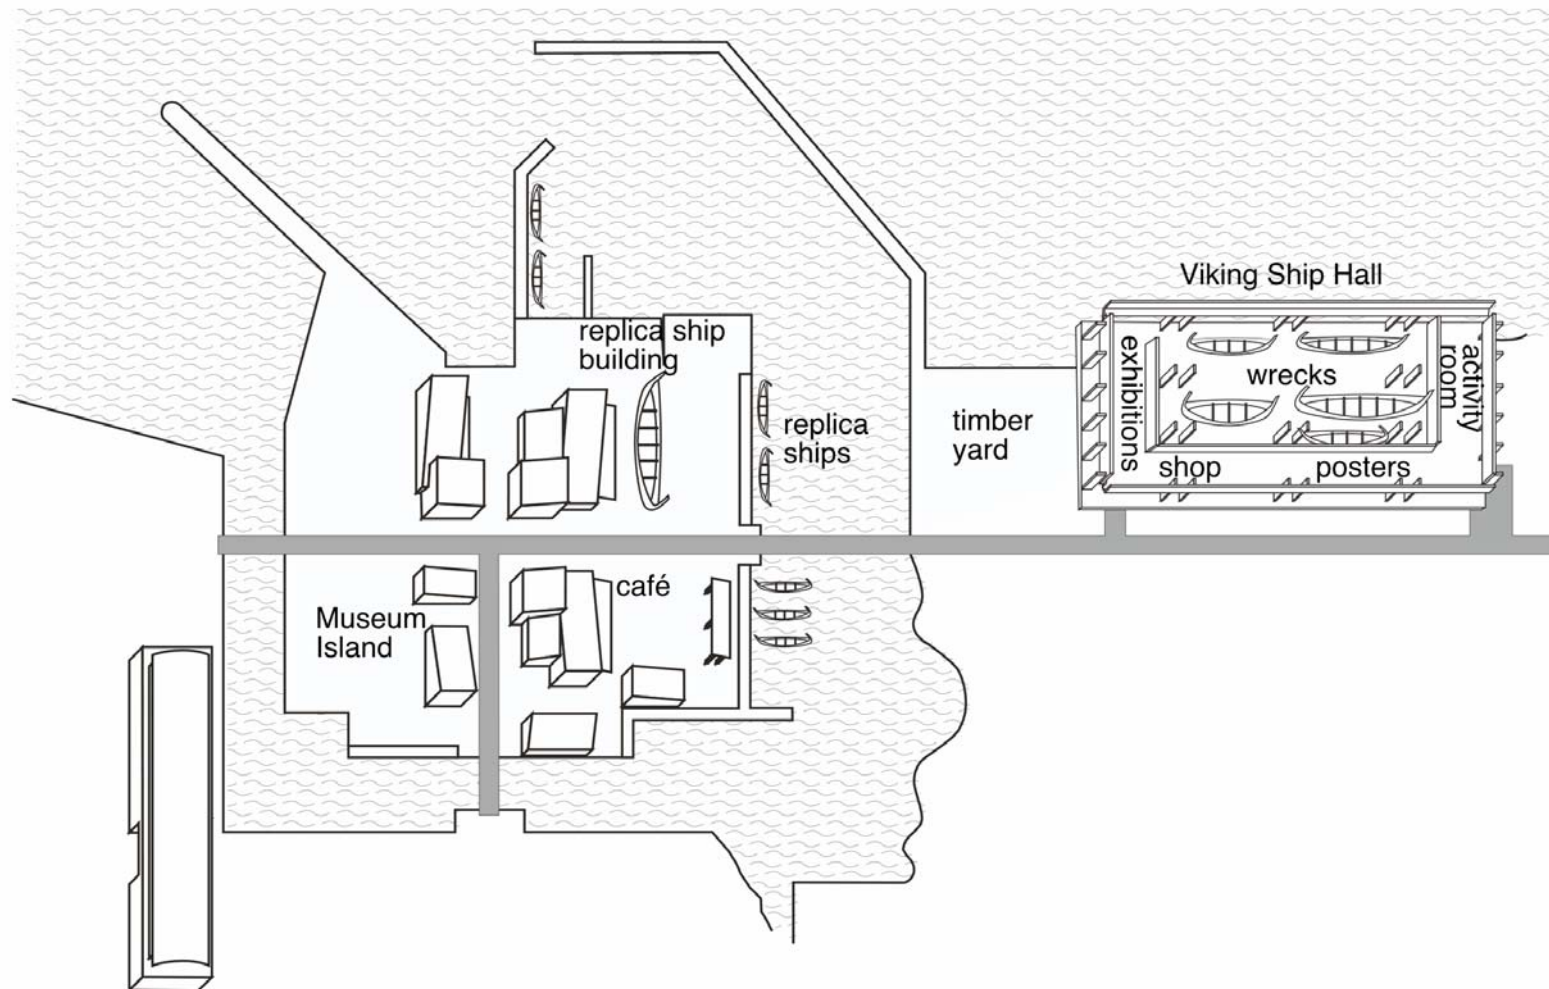 Viking Ship Hall
replica ship
building
exhibitions
wrecks
activity
room
replica
ships
timber
yard
shop
posters
café
Museum
Island